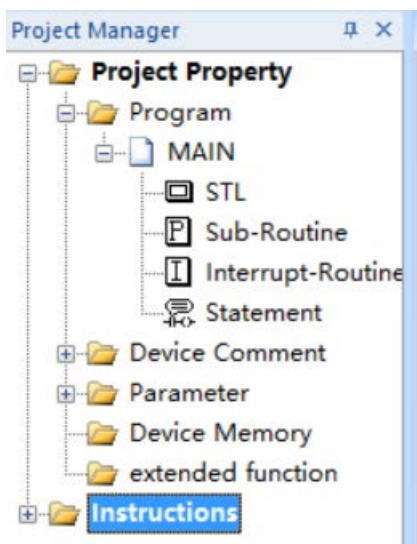 Project Manager
Project Property
Program
MAIN
STL
P Sub-Routine
I Interrupt-Routine
Statement
Device Comment
Parameter
Device Memory
extended function
Instructions